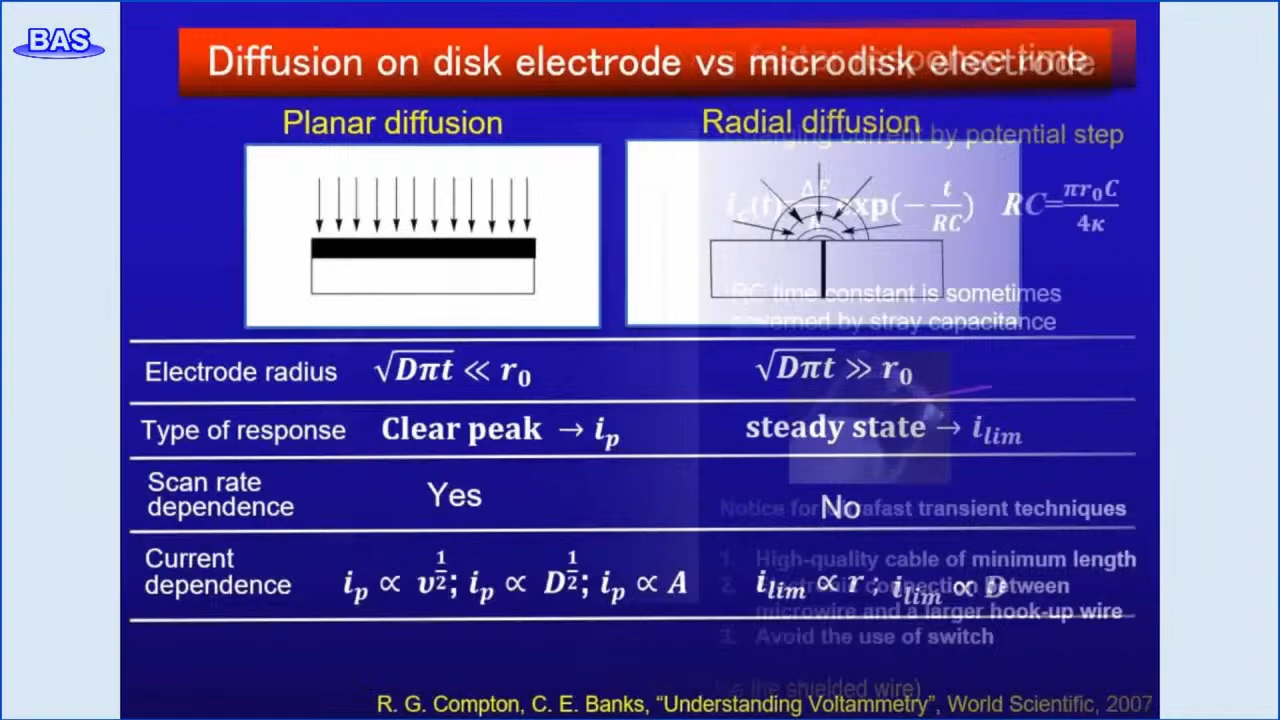 BAS
Diffusion on disk electrode vs microdisk electrode
faster response time
Planar diffusion
Radial diffusion
current by potential step
exp(−t/RC) RC=πr₀C/4κ
RC time constant is sometimes
governed by stray capacitance
Electrode radius √Dπt ≪ r₀ √Dπt ≫ r₀
Type of response Clear peak → iₚ steady state → i_lim
Scan rate
dependence
Yes No
Notice for ultrafast transient techniques
Current
dependence
iₚ ∝ υ^1/2; iₚ ∝ D^1/2; iₚ ∝ A i_lim ∝ r ; i_lim ∝ D
1. High-quality cable of minimum length
2. connection between
microwire and a larger hook-up wire
3. Avoid the use of switch
the shielded wire)
R. G. Compton, C. E. Banks, “Understanding Voltammetry”, World Scientific, 2007